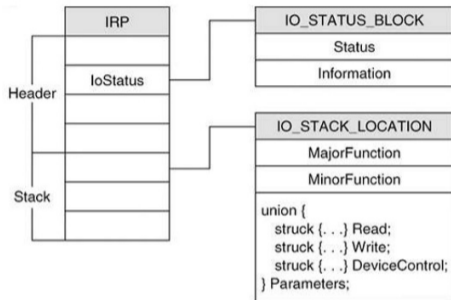 IRP
IoStatus
Header
Stack
IO_STATUS_BLOCK
Status
Information
IO_STACK_LOCATION
MajorFunction
MinorFunction
union {
struck {. . .} Read;
struck {. . .} Write;
struck {. . .} DeviceControl;
} Parameters;